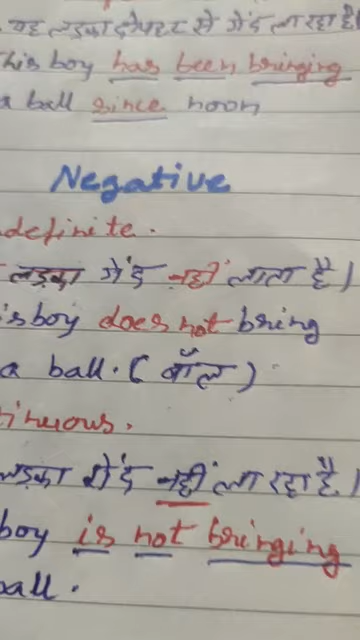 यह लड़का दोपहर से गेंद ला रहा है।
his boy has been bringing
a ball since noon
Negative
definite.
लड़का गेंद नहीं लाता है।
is boy does not bring
a ball. (बॉल)
tinuous.
लड़का गेंद नहीं ला रहा है।
boy is not bringing
ball.